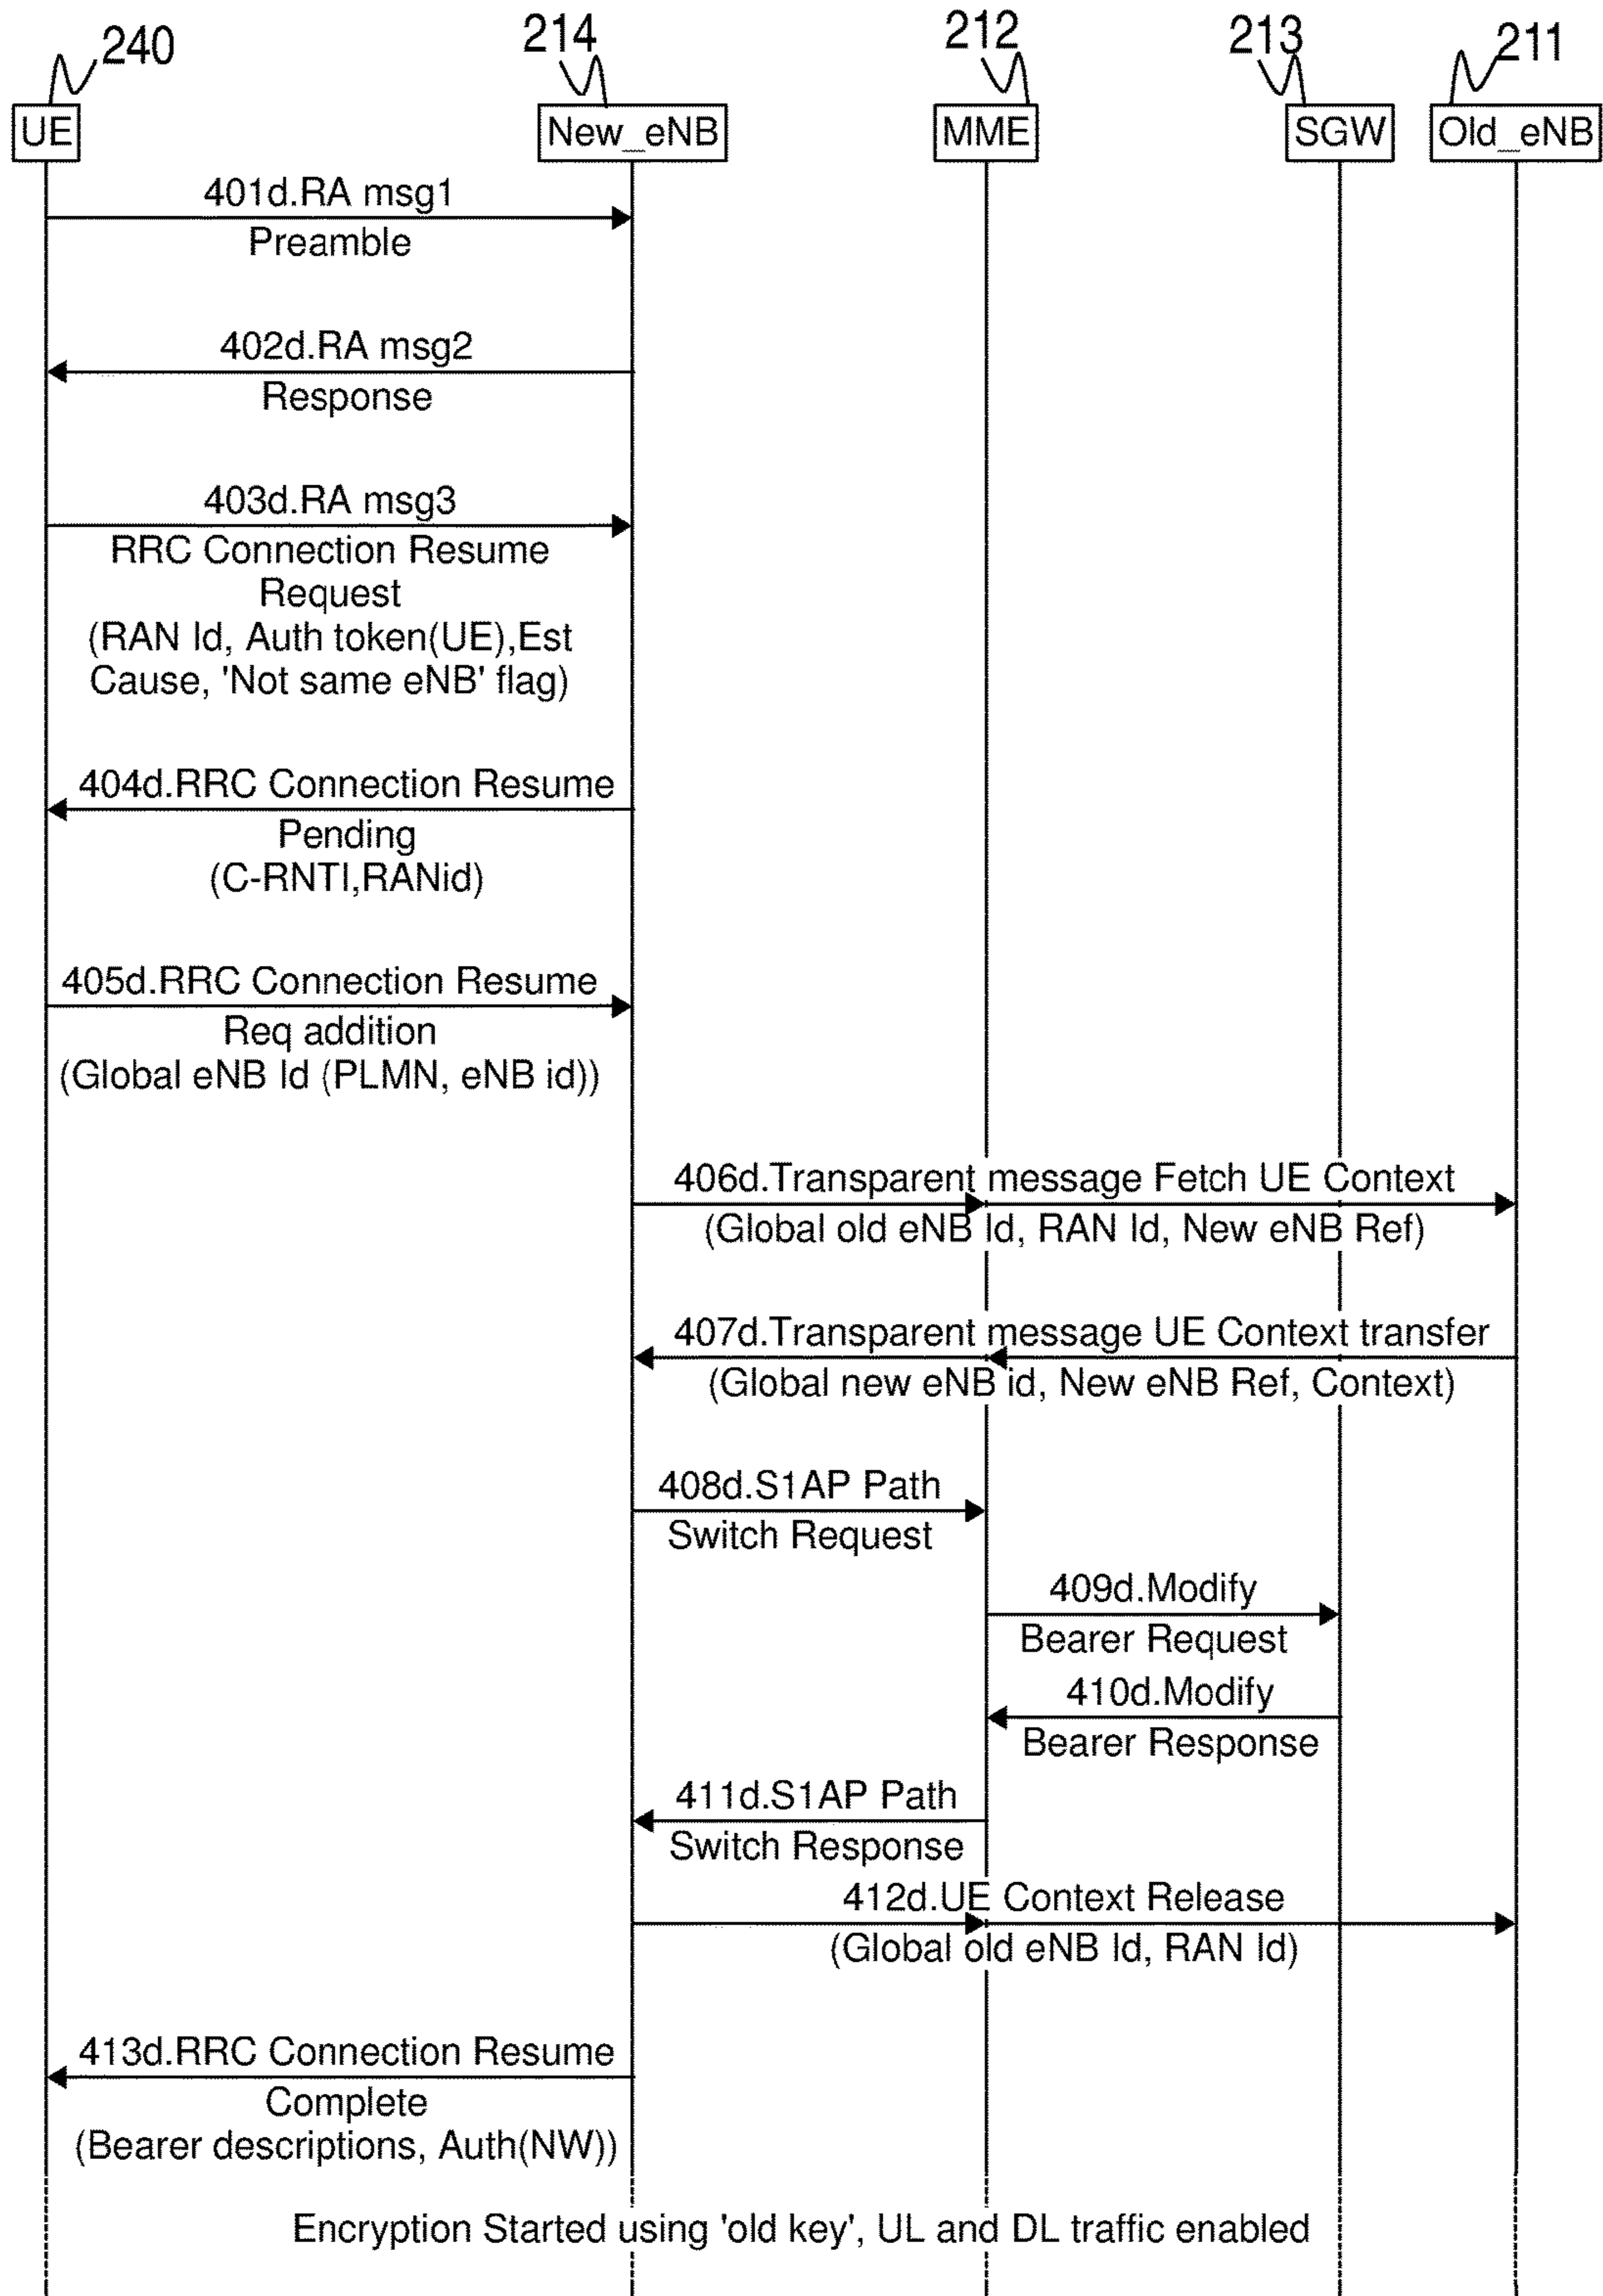 240
214
212
213
211
UE
New_eNB
MME
SGW
Old_eNB
401d.RA msg1
Preamble
402d.RA msg2
Response
403d.RA msg3
RRC Connection Resume
Request
(RAN Id, Auth token(UE),Est
Cause, 'Not same eNB' flag)
404d.RRC Connection Resume
Pending
(C-RNTI,RANid)
405d.RRC Connection Resume
Req addition
(Global eNB Id (PLMN, eNB id))
406d.Transparent message Fetch UE Context
(Global old eNB Id, RAN Id, New eNB Ref)
407d.Transparent message UE Context transfer
(Global new eNB id, New eNB Ref, Context)
408d.S1AP Path
Switch Request
409d.Modify
Bearer Request
410d.Modify
Bearer Response
411d.S1AP Path
Switch Response
412d.UE Context Release
(Global old eNB Id, RAN Id)
413d.RRC Connection Resume
Complete
(Bearer descriptions, Auth(NW))
Encryption Started using 'old key', UL and DL traffic enabled